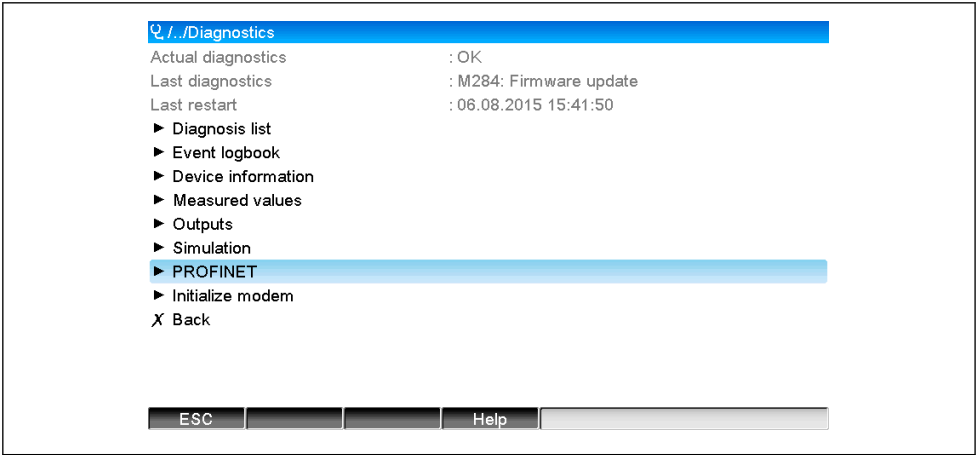 /../Diagnostics
Actual diagnostics : OK
Last diagnostics : M284: Firmware update
Last restart : 06.08.2015 15:41:50
► Diagnosis list
► Event logbook
► Device information
► Measured values
► Outputs
► Simulation
► PROFINET
► Initialize modem
X Back
ESC Help